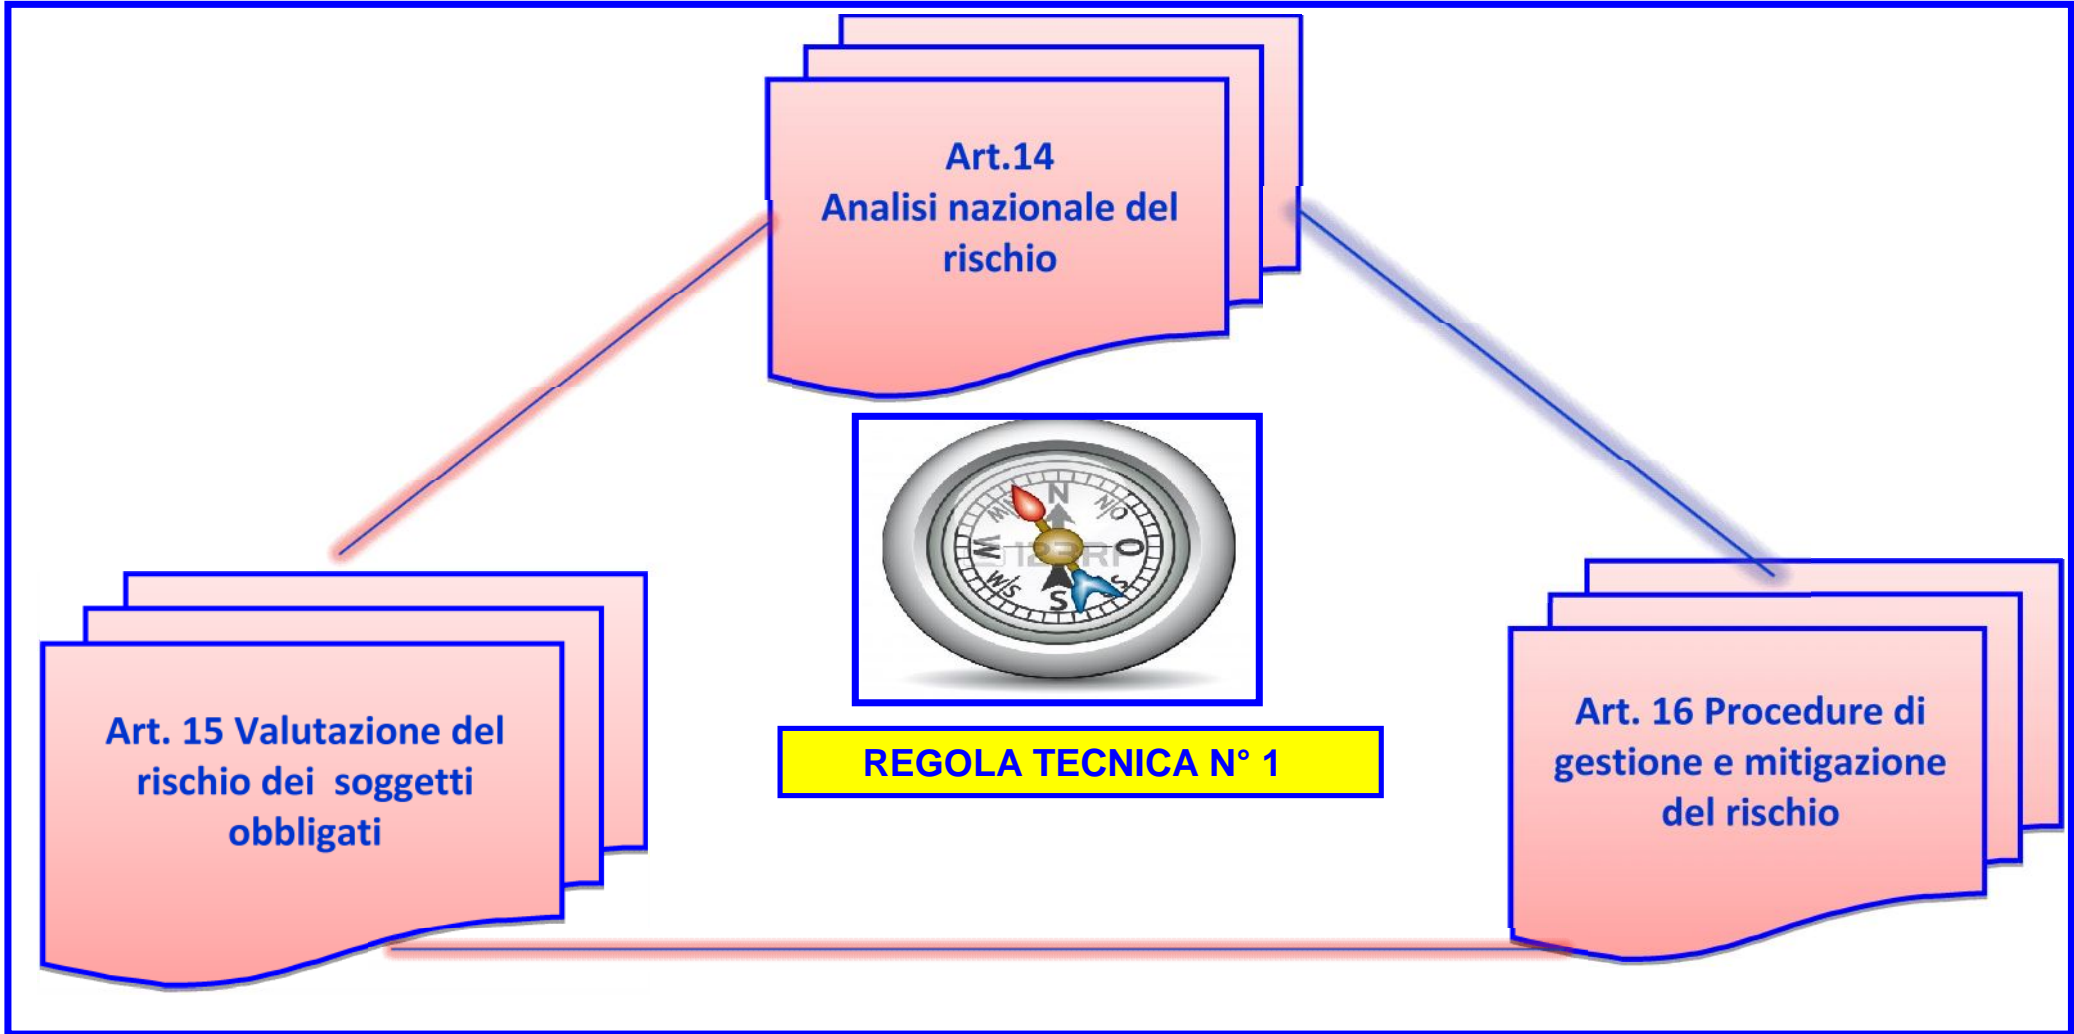 Art.14
Analisi nazionale del
rischio
N
N/O
O
S
W/S
W
123RF
REGOLA TECNICA N° 1
Art. 15 Valutazione del
rischio dei soggetti
obbligati
Art. 16 Procedure di
gestione e mitigazione
del rischio